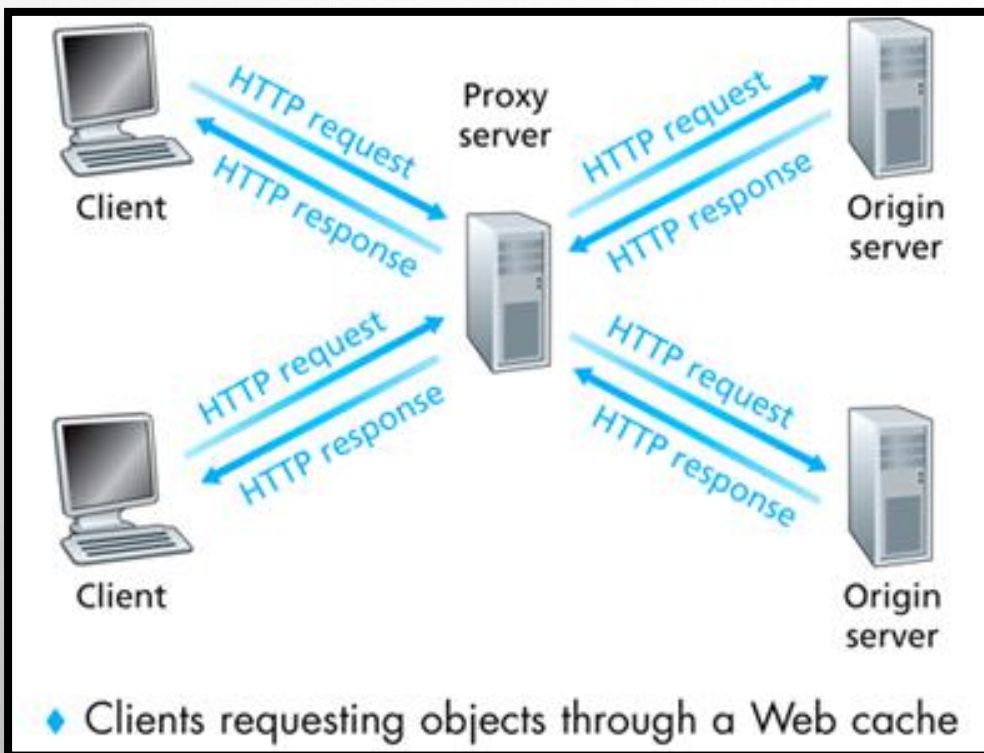 HTTP request
HTTP response
Client
Proxy
server
HTTP request
HTTP response
Origin
server
HTTP request
HTTP response
Client
HTTP request
HTTP response
Origin
server
♦ Clients requesting objects through a Web cache